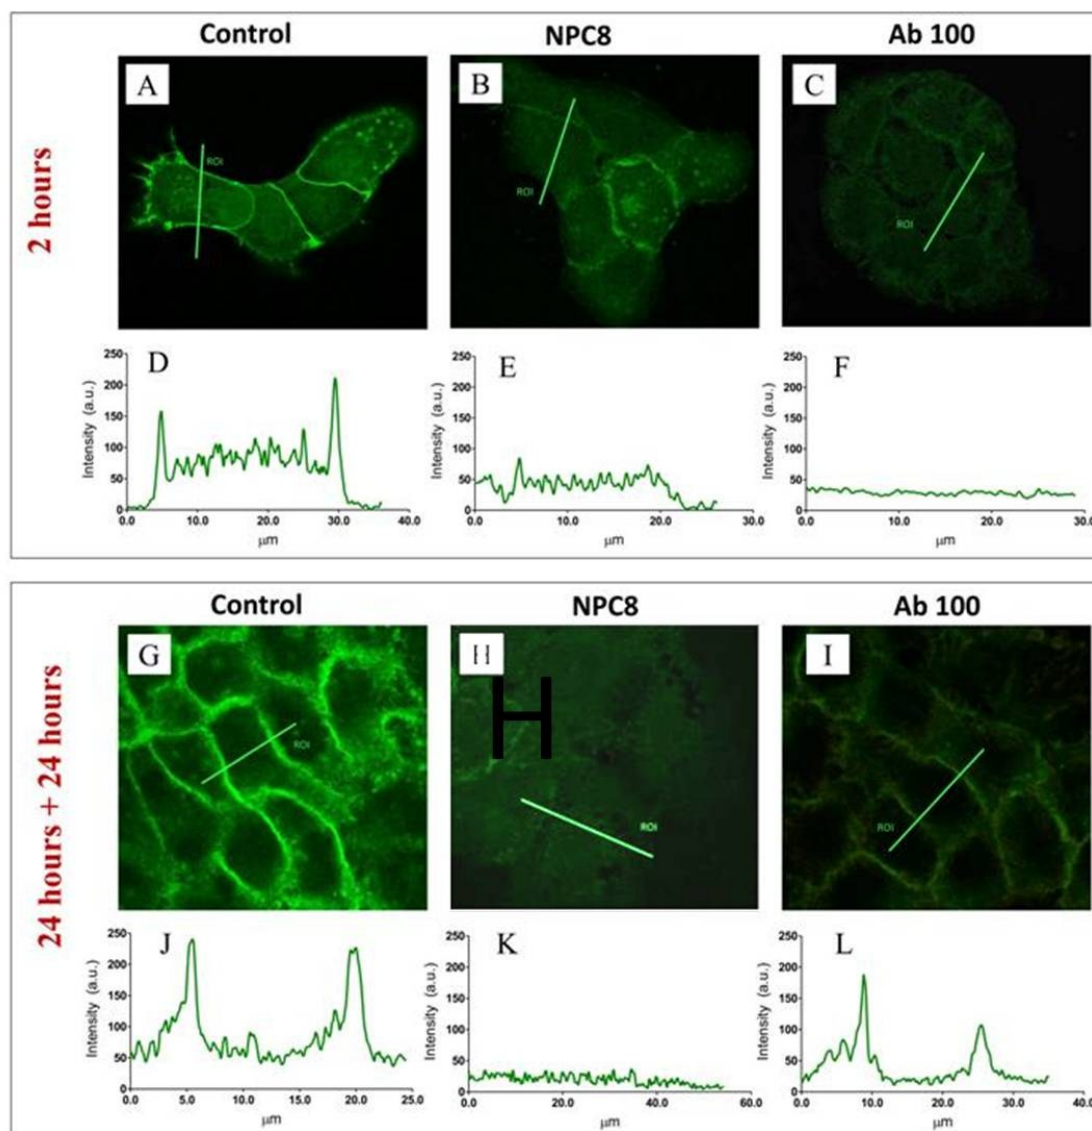 Control NPC8 Ab 100
2 hours
A B C
ROI ROI ROI
D E F
Intensity (a.u.) Intensity (a.u.) Intensity (a.u.)
250 250 250
200 200 200
150 150 150
100 100 100
50 50 50
0 0 0
0.0 10.0 20.0 30.0 40.0 0.0 10.0 20.0 30.0 0.0 10.0 20.0 30.0
μm μm μm
Control NPC8 Ab 100
24 hours + 24 hours
G H I
H
ROI ROI ROI
J K L
Intensity (a.u.) Intensity (a.u.) Intensity (a.u.)
250 250 250
200 200 200
150 150 150
100 100 100
50 50 50
0 0 0
0.0 5.0 10.0 15.0 20.0 25.0 0.0 20.0 40.0 60.0 0.0 10.0 20.0 30.0 40.0
μm μm μm